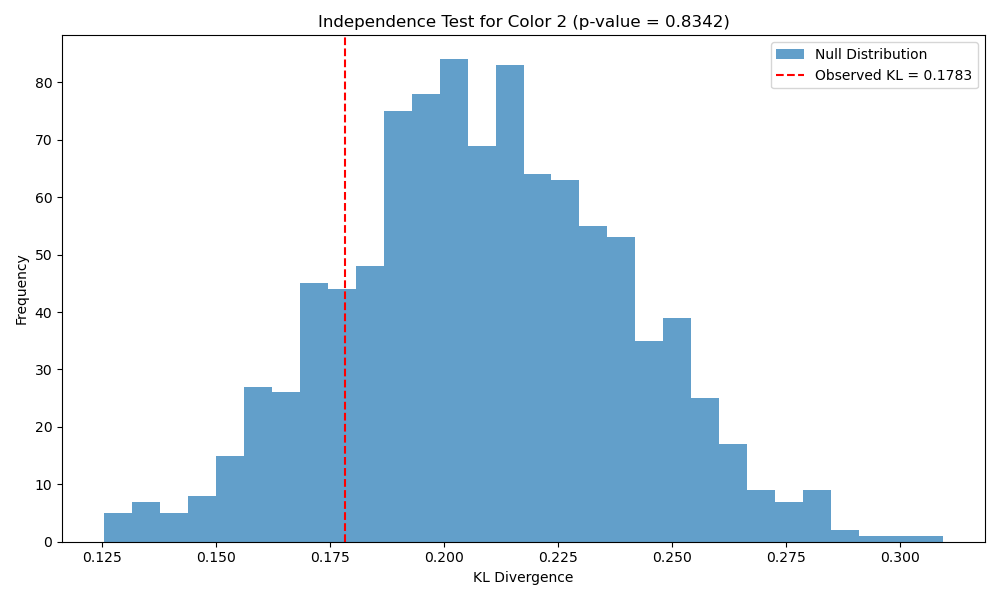 Independence Test for Color 2 (p-value = 0.8342)
Null Distribution
Observed KL = 0.1783
Frequency
80
70
60
50
40
30
20
10
0
0.125 0.150 0.175 0.200 0.225 0.250 0.275 0.300
KL Divergence